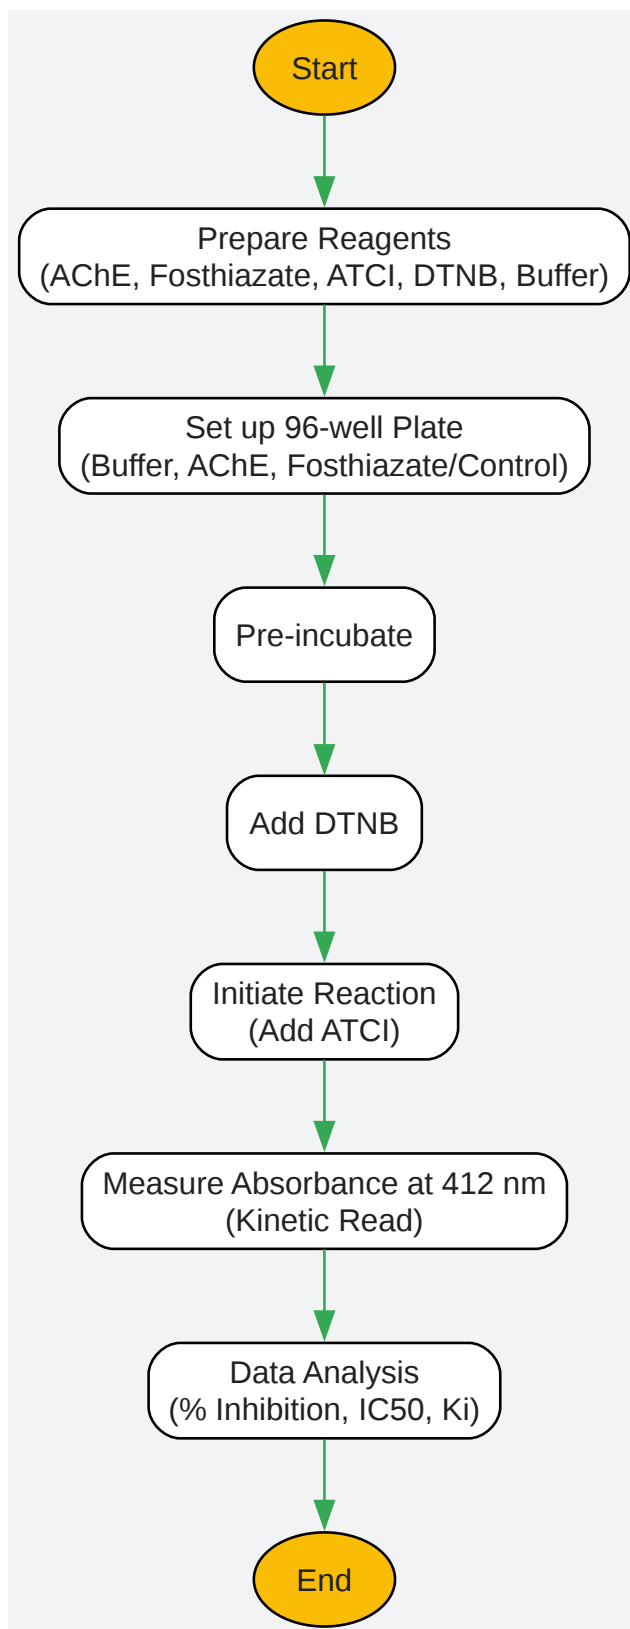 Start
Prepare Reagents
(AChE, Fosthiazate, ATCI, DTNB, Buffer)
Set up 96-well Plate
(Buffer, AChE, Fosthiazate/Control)
Pre-incubate
Add DTNB
Initiate Reaction
(Add ATCI)
Measure Absorbance at 412 nm
(Kinetic Read)
Data Analysis
(% Inhibition, IC50, Ki)
End